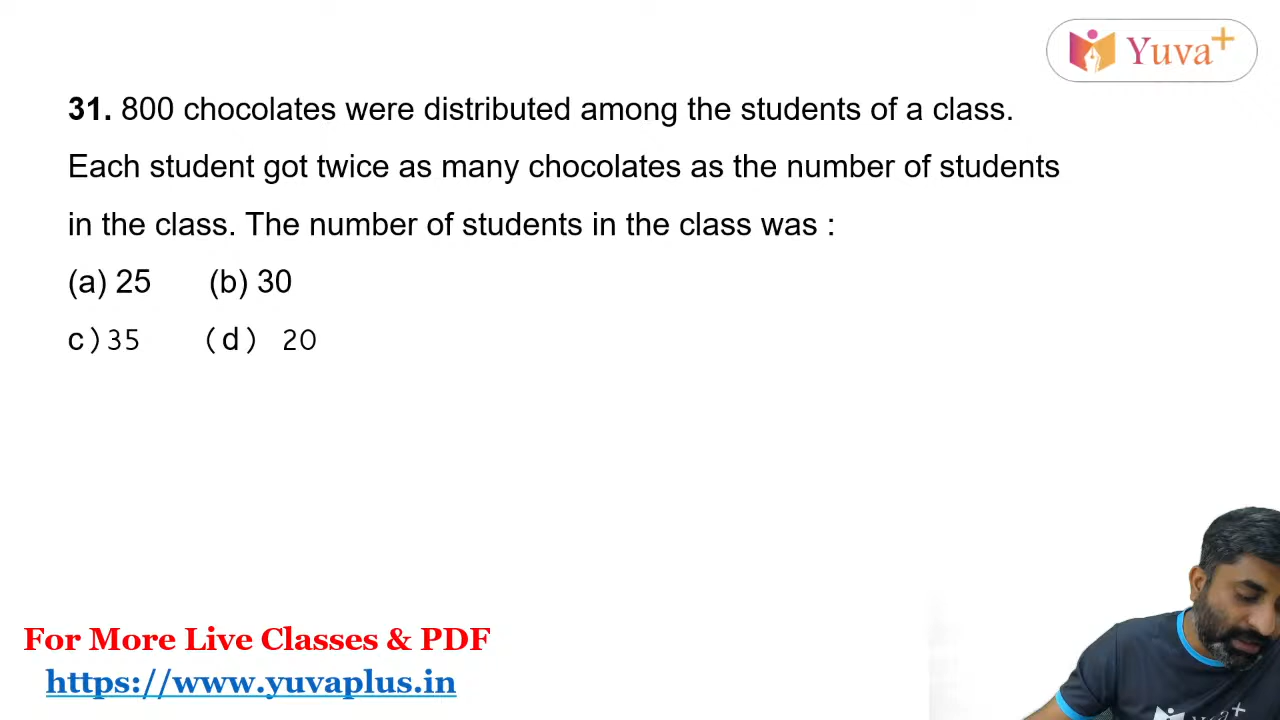 Yuva+
31. 800 chocolates were distributed among the students of a class.
Each student got twice as many chocolates as the number of students
in the class. The number of students in the class was :
(a) 25 (b) 30
c)35 (d) 20
For More Live Classes & PDF
https://www.yuvaplus.in
Yuva+